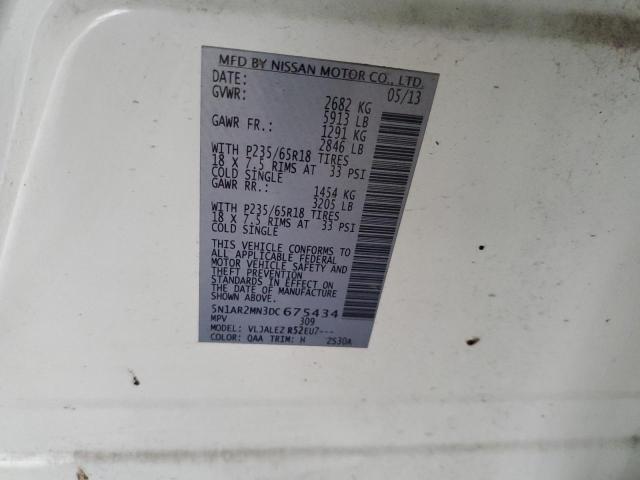 MFD BY NISSAN MOTOR CO., LTD.
DATE: 05/13
GVWR: 2682 KG
5913 LB
GAWR FR.: 1291 KG
2846 LB
WITH P235/65R18 TIRES
18 X 7.5 RIMS AT 33 PSI
COLD SINGLE
GAWR RR.: 1454 KG
3205 LB
WITH P235/65R18 TIRES
18 X 7.5 RIMS AT 33 PSI
COLD SINGLE
THIS VEHICLE CONFORMS TO
ALL APPLICABLE FEDERAL
MOTOR VEHICLE SAFETY AND
THEFT PREVENTION
STANDARDS IN EFFECT ON
THE DATE OF MANUFACTURE
SHOWN ABOVE.
5N1AR2MN3DC675434
MPV 309
MODEL: VLJALEZ R52EU7---
COLOR: QAA TRIM: H 2S30A